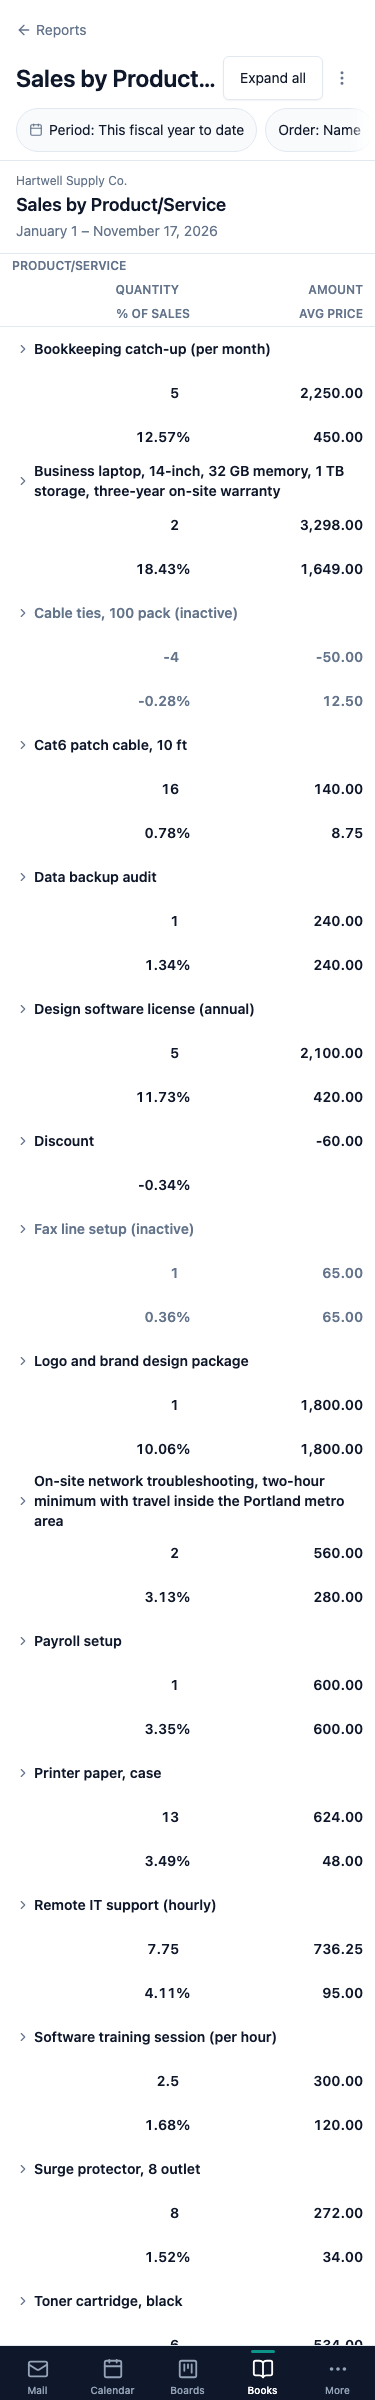 Reports
Sales by Product...
Expand all
Period: This fiscal year to date
Order: Name
Hartwell Supply Co.
Sales by Product/Service
January 1 – November 17, 2026
PRODUCT/SERVICE
QUANTITY AMOUNT
% OF SALES AVG PRICE
Bookkeeping catch-up (per month)
5 2,250.00
12.57% 450.00
Business laptop, 14-inch, 32 GB memory, 1 TB
storage, three-year on-site warranty
2 3,298.00
18.43% 1,649.00
Cable ties, 100 pack (inactive)
-4 -50.00
-0.28% 12.50
Cat6 patch cable, 10 ft
16 140.00
0.78% 8.75
Data backup audit
1 240.00
1.34% 240.00
Design software license (annual)
5 2,100.00
11.73% 420.00
Discount -60.00
-0.34%
Fax line setup (inactive)
1 65.00
0.36% 65.00
Logo and brand design package
1 1,800.00
10.06% 1,800.00
On-site network troubleshooting, two-hour
minimum with travel inside the Portland metro
area
2 560.00
3.13% 280.00
Payroll setup
1 600.00
3.35% 600.00
Printer paper, case
13 624.00
3.49% 48.00
Remote IT support (hourly)
7.75 736.25
4.11% 95.00
Software training session (per hour)
2.5 300.00
1.68% 120.00
Surge protector, 8 outlet
8 272.00
1.52% 34.00
Toner cartridge, black
6 534.00
Mail
Calendar
Boards
Books
More